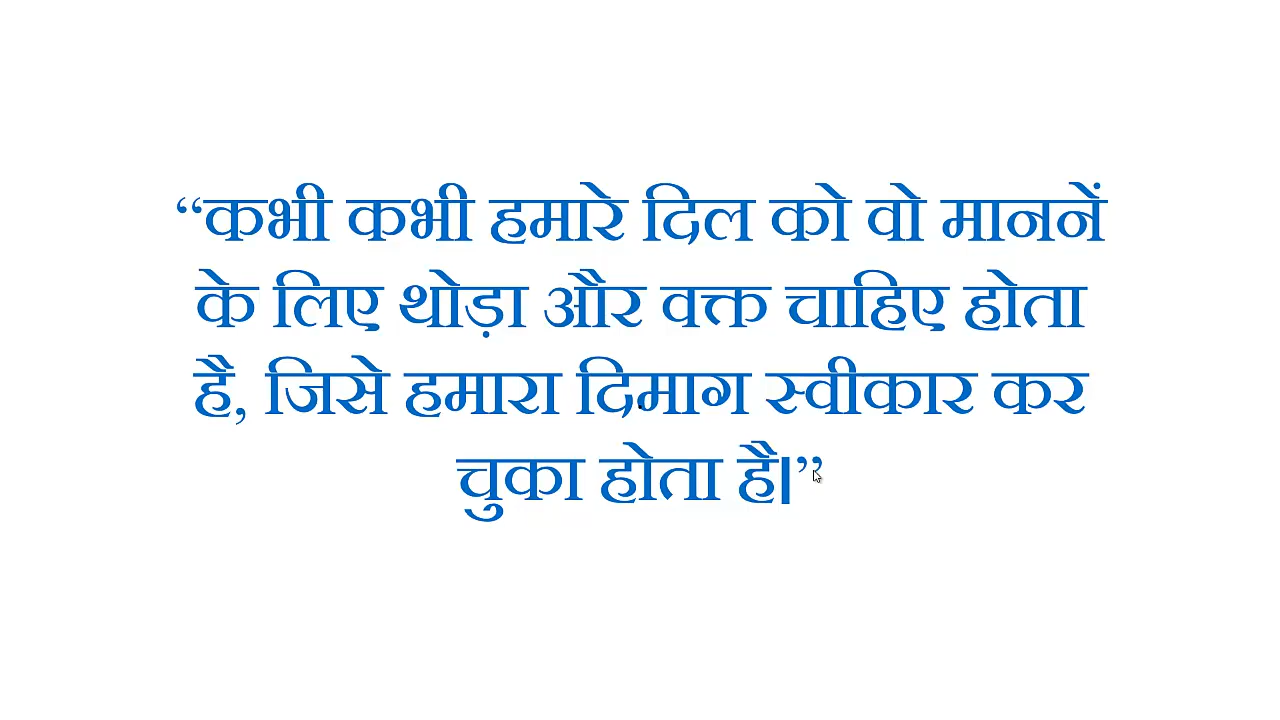 “कभी कभी हमारे दिल को वो माननें
के लिए थोड़ा और वक्त चाहिए होता
है, जिसे हमारा दिमाग स्वीकार कर
चुका होता है।”